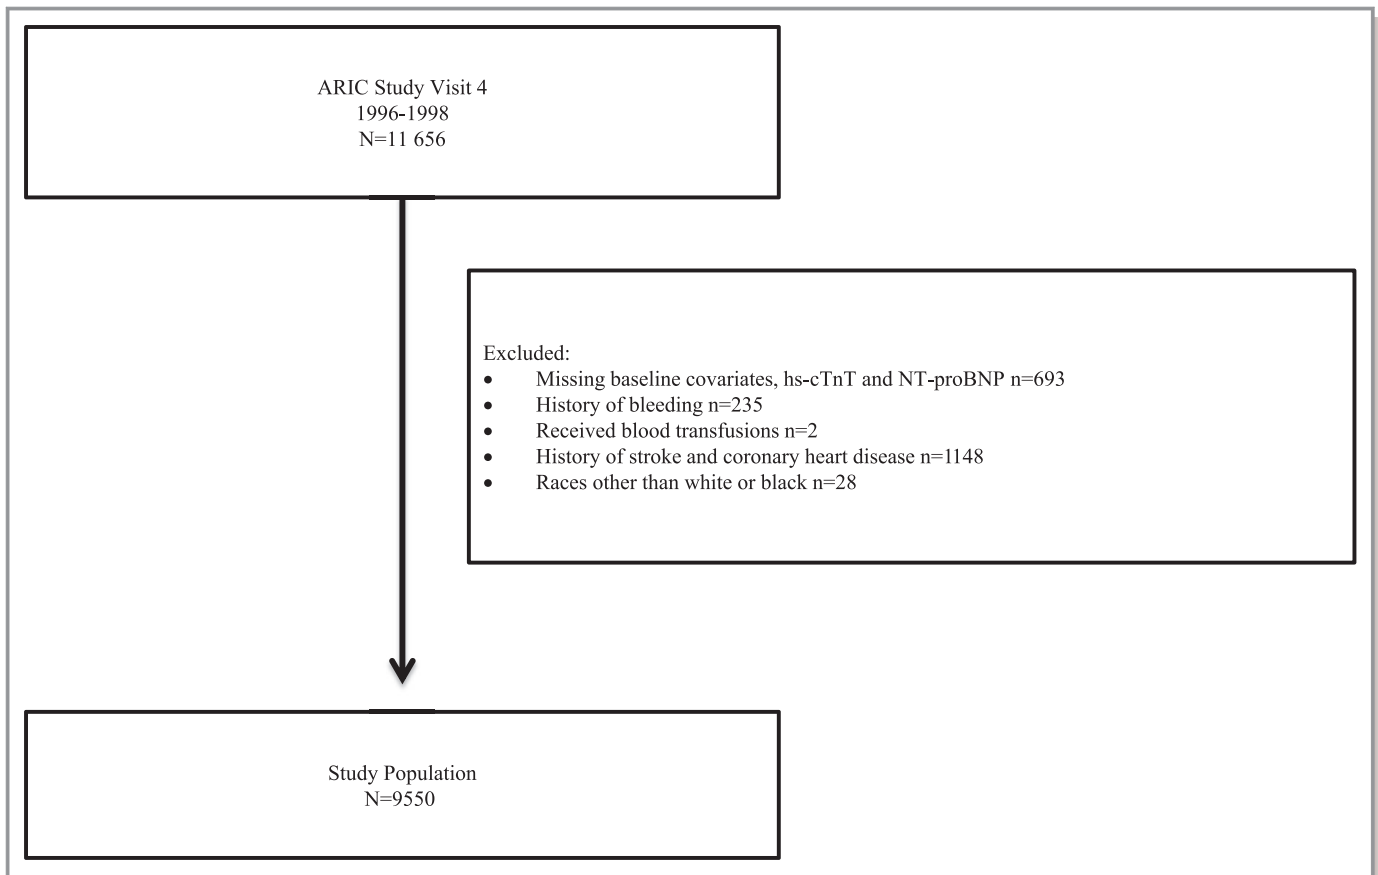 ARIC Study Visit 4
1996-1998
N=11 656
Excluded:
• Missing baseline covariates, hs-cTnT and NT-proBNP n=693
• History of bleeding n=235
• Received blood transfusions n=2
• History of stroke and coronary heart disease n=1148
• Races other than white or black n=28
Study Population
N=9550